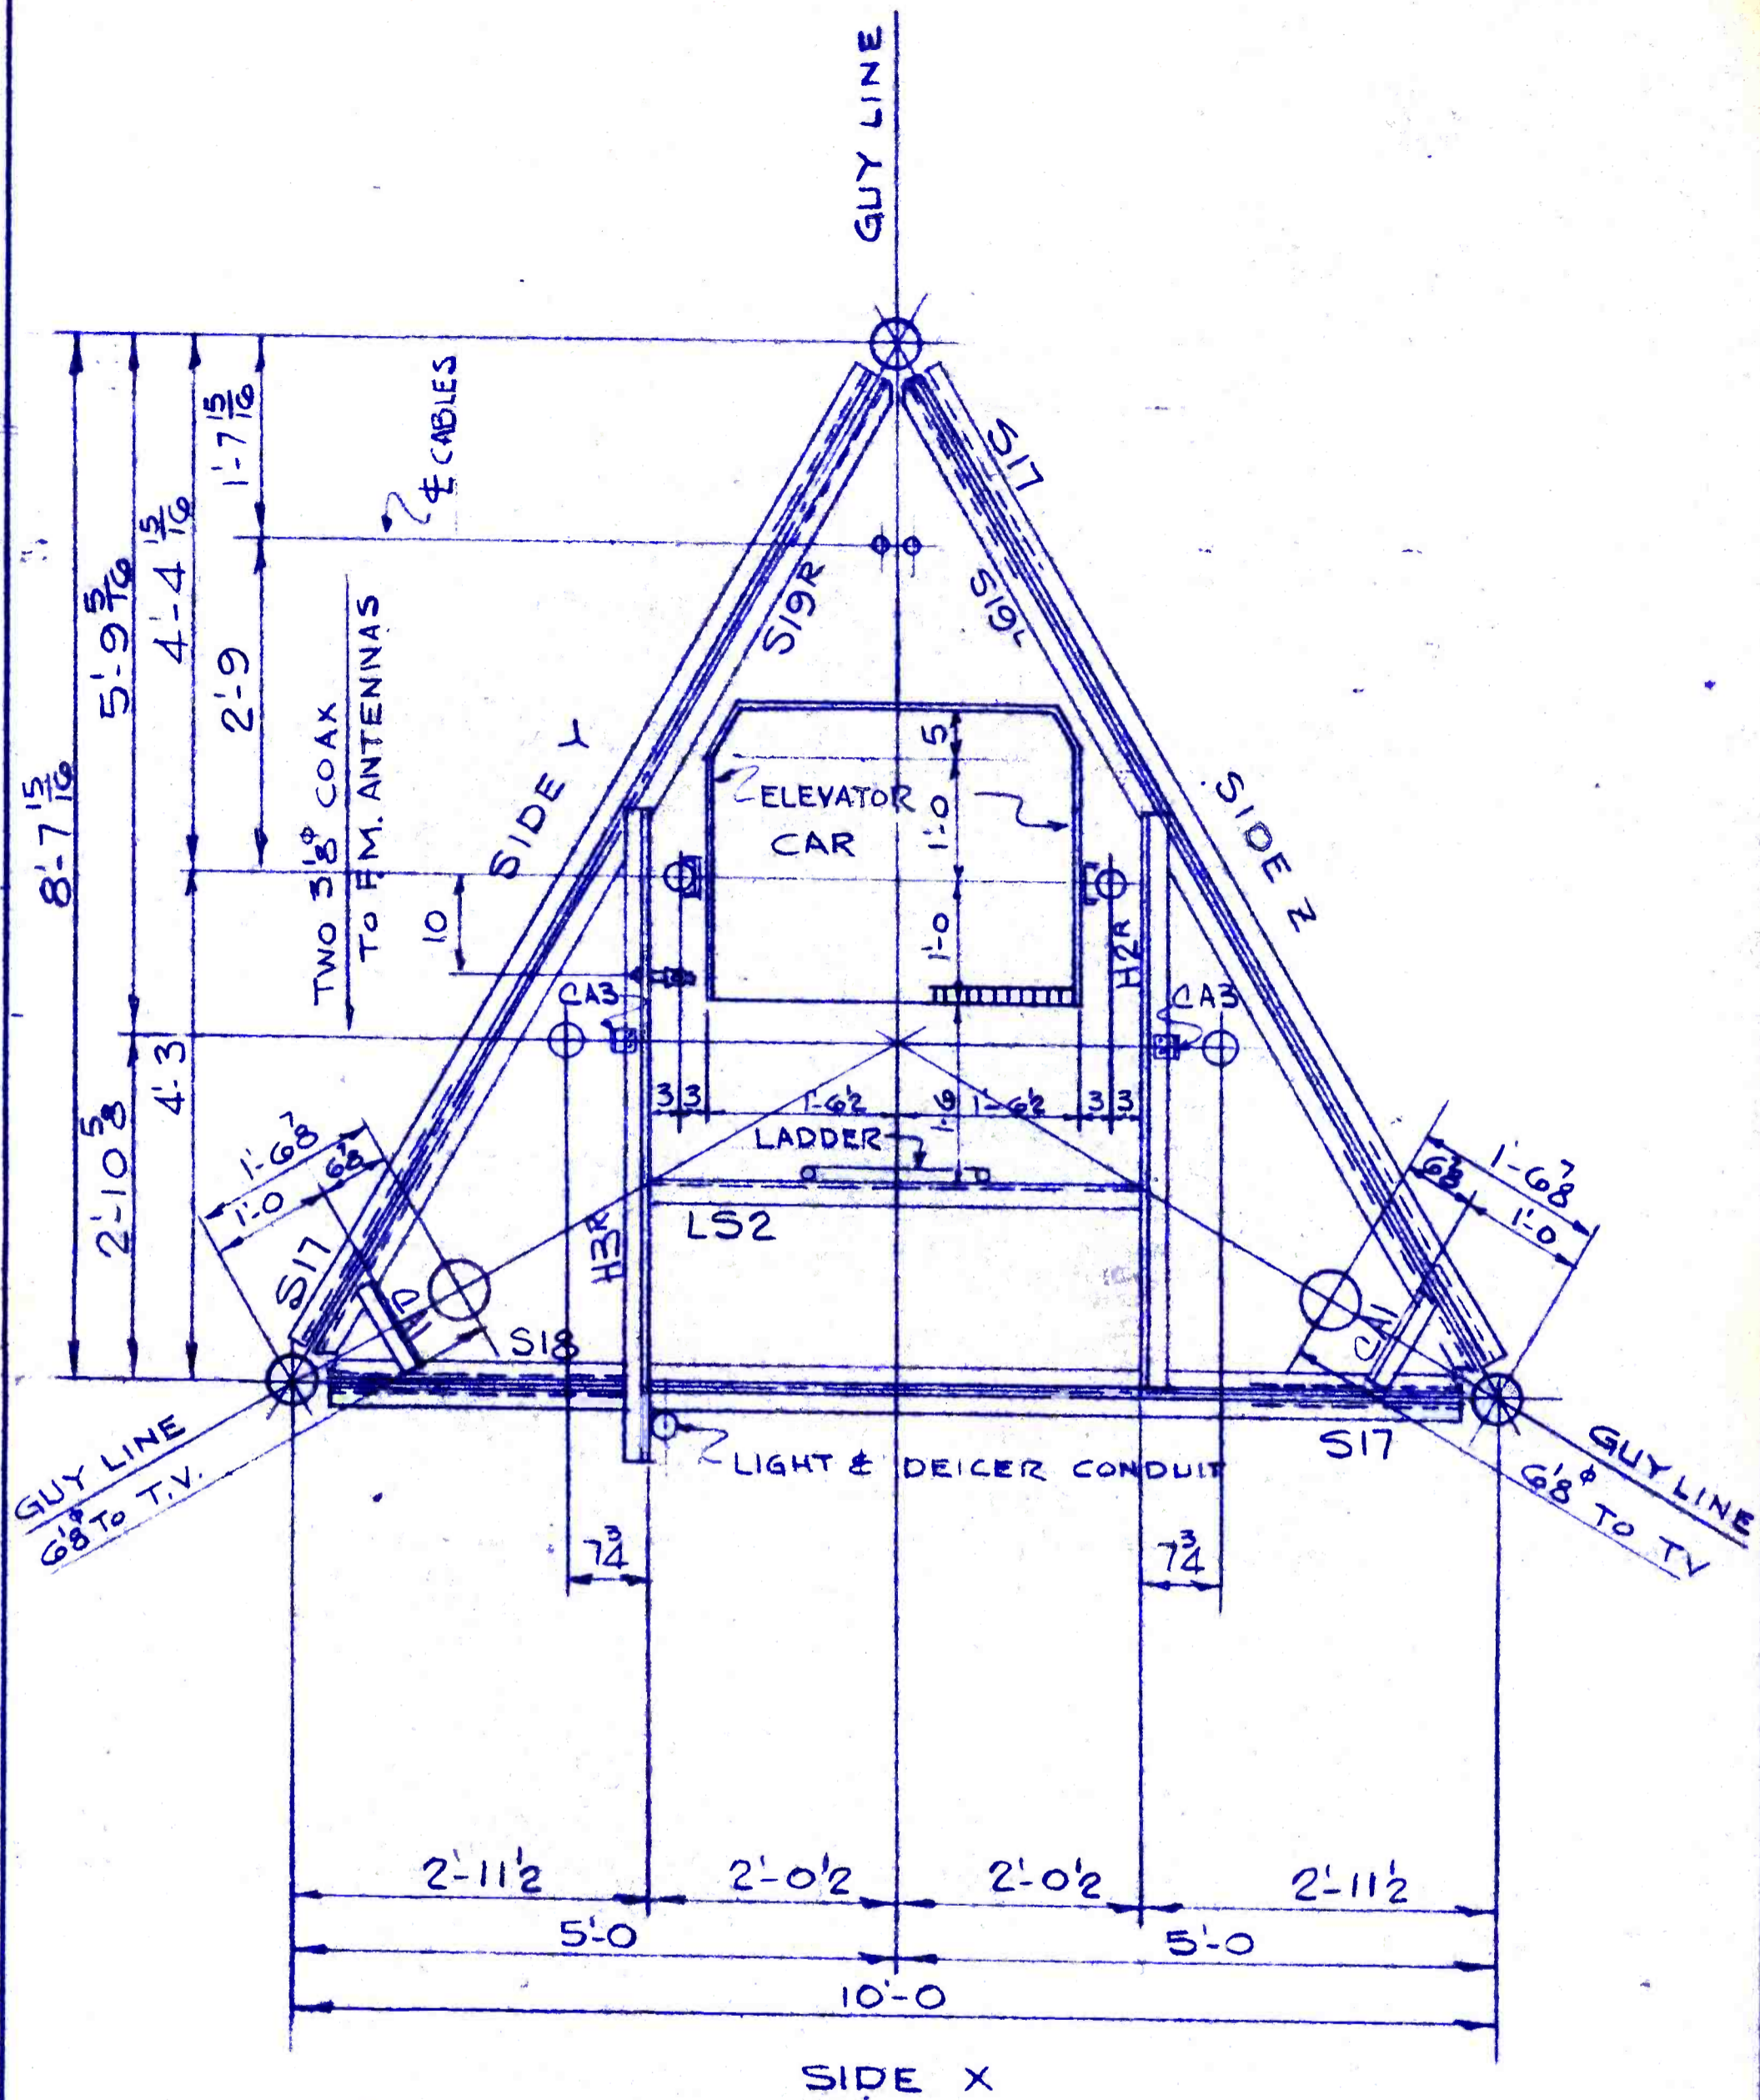 GUY LINE
8'-7 15/16
5'-9 5/16
4'-4 15/16
1'-7 15/16
2'-9
℄ CABLES
TWO 3 1/8ᶲ COAX
TO F.M. ANTENNAS
10
S17
S19R
S19L
SIDE Y
SIDE Z
5
1'-0
1'-0
ELEVATOR
CAR
H2R
CA3
CA3
2'-10 5/8
4'-3
3 3
1'-6 1/2
1'-6
1'-6 1/2
3 3
LADDER
LS2
H3R
1'-6 7/8
6 7/8
1'-0
1'-6 7/8
6 7/8
1'-0
S17
S18
CA1
S17
LIGHT & DEICER CONDUIT
GUY LINE
6 1/8ᶲ TO T.V.
GUY LINE
6 1/8ᶲ TO TV
7 3/4
7 3/4
2'-11 1/2
2'-0 1/2
2'-0 1/2
2'-11 1/2
5'-0
5'-0
10'-0
SIDE X